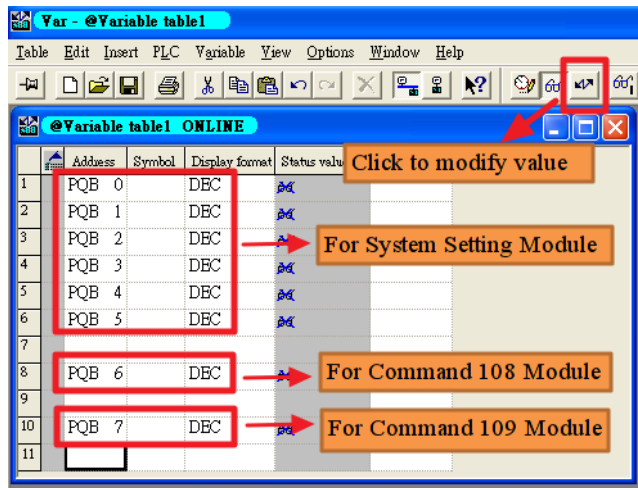 Var - @Variable table1
Table Edit Insert PLC Variable View Options Window Help
@Variable table1 ONLINE
Address Symbol Display format Status valu
Click to modify value
1 PQB 0 DEC
2 PQB 1 DEC
3 PQB 2 DEC
For System Setting Module
4 PQB 3 DEC
5 PQB 4 DEC
6 PQB 5 DEC
7
8 PQB 6 DEC For Command 108 Module
9
10 PQB 7 DEC For Command 109 Module
11